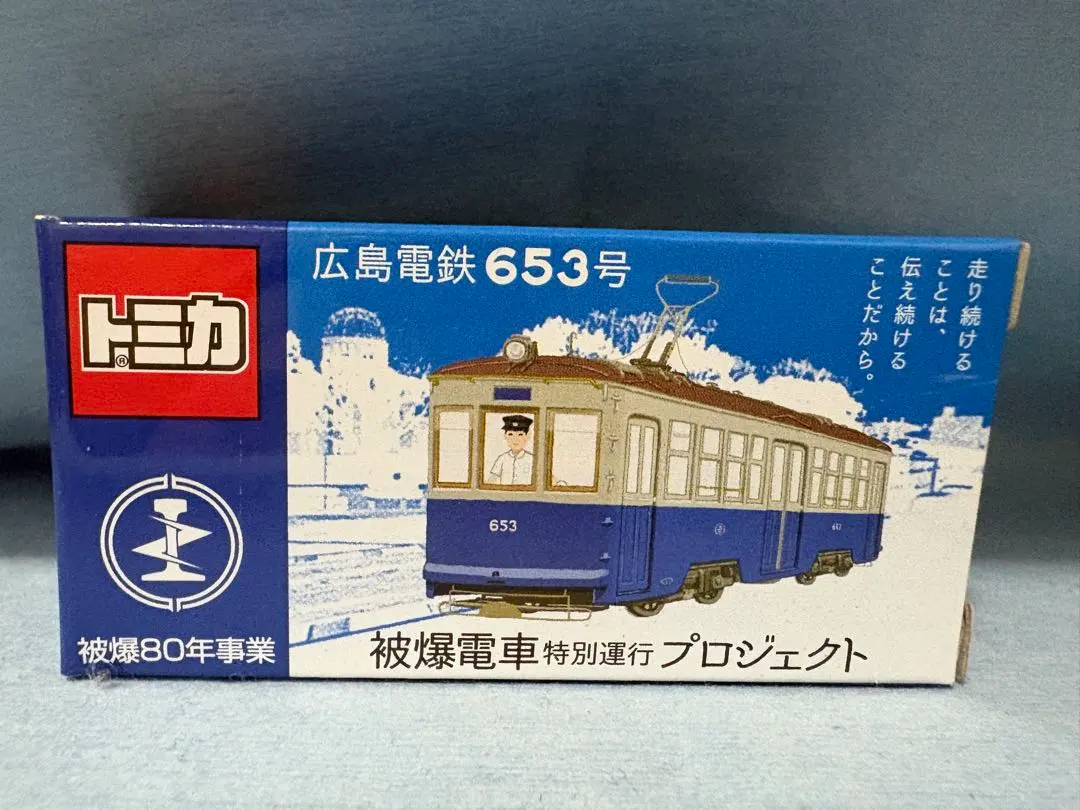 トミカ
®
被爆80年事業
広島電鉄653号
走り続ける
ことは、
伝え続ける
ことだから。
653
被爆電車特別運行プロジェクト